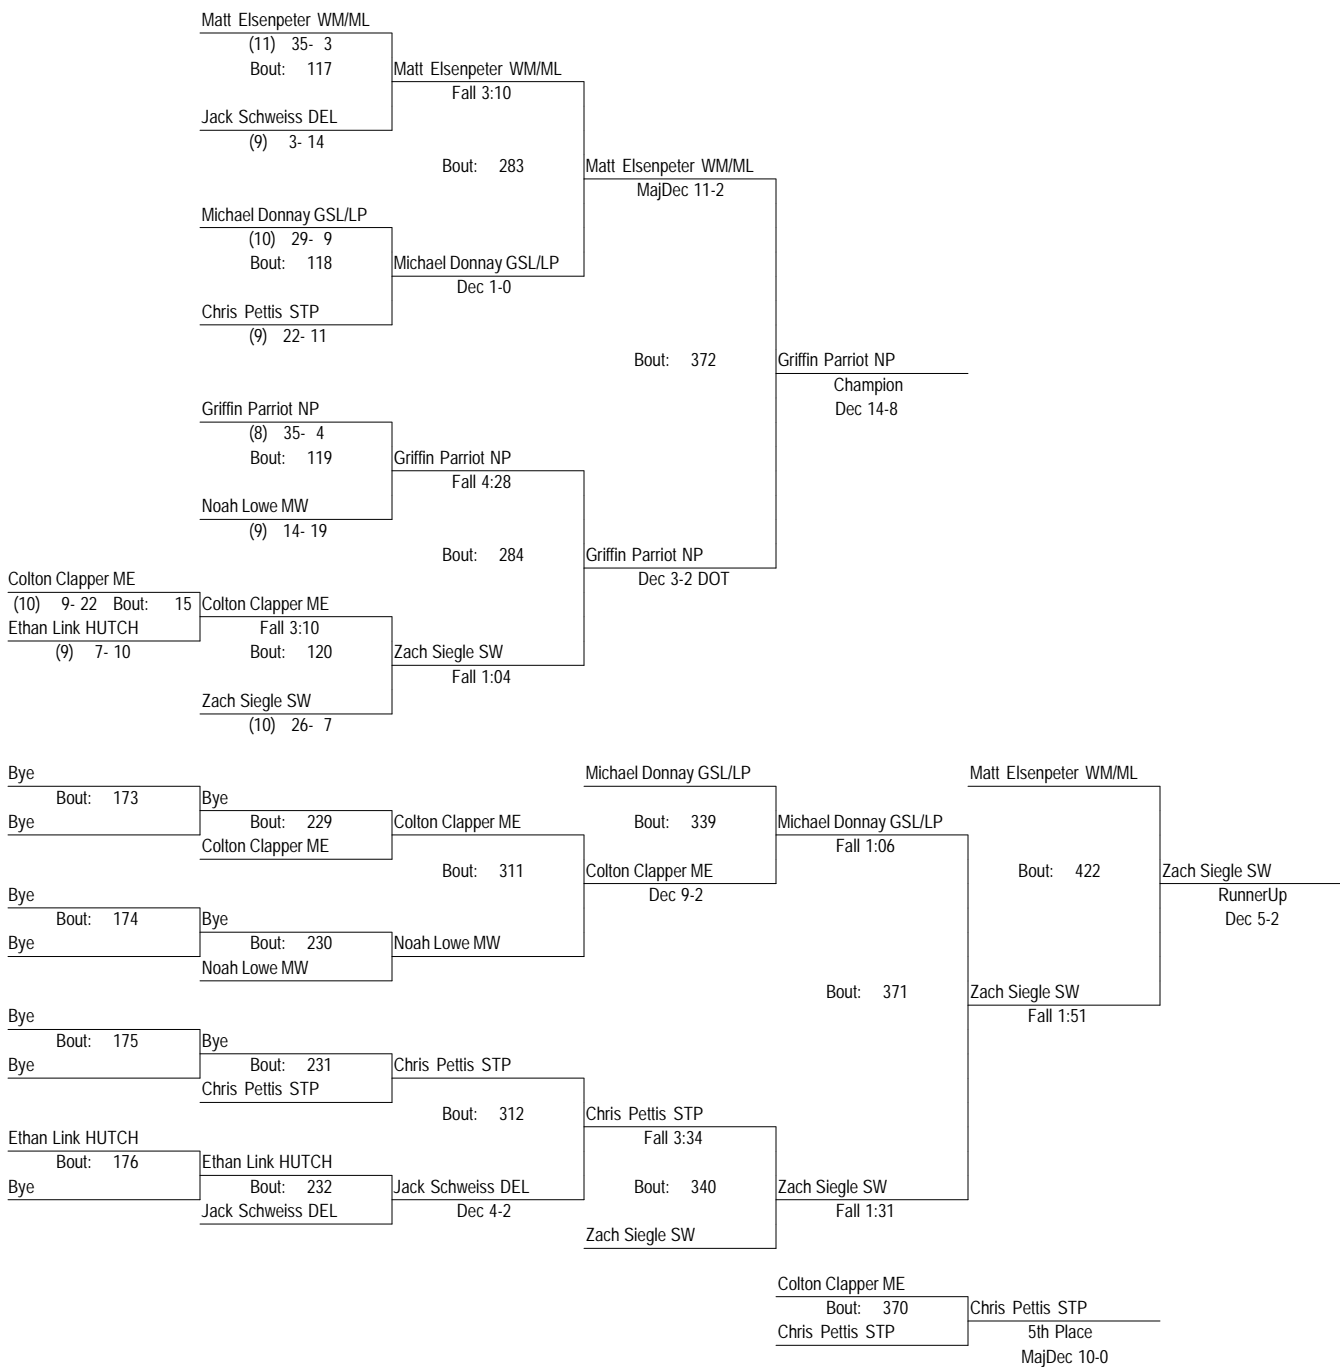 Matt Elsenpeter WM/ML
(11) 35- 3
Bout: 117
Matt Elsenpeter WM/ML
Fall 3:10
Jack Schweiss DEL
(9) 3- 14
Bout: 283
Matt Elsenpeter WM/ML
MajDec 11-2
Michael Donnay GSL/LP
(10) 29- 9
Bout: 118
Michael Donnay GSL/LP
Dec 1-0
Chris Pettis STP
(9) 22- 11
Bout: 372
Griffin Parriot NP
Champion
Dec 14-8
Griffin Parriot NP
(8) 35- 4
Bout: 119
Griffin Parriot NP
Fall 4:28
Noah Lowe MW
(9) 14- 19
Bout: 284
Griffin Parriot NP
Dec 3-2 DOT
Colton Clapper ME
(10) 9- 22 Bout: 15
Colton Clapper ME
Ethan Link HUTCH
Fall 3:10
(9) 7- 10
Bout: 120
Zach Siegle SW
Fall 1:04
Zach Siegle SW
(10) 26- 7
Bye
Bout: 173
Bye
Bye
Bout: 229
Colton Clapper ME
Colton Clapper ME
Michael Donnay GSL/LP
Bout: 339
Michael Donnay GSL/LP
Fall 1:06
Matt Elsenpeter WM/ML
Bout: 311
Colton Clapper ME
Dec 9-2
Bout: 422
Zach Siegle SW
RunnerUp
Dec 5-2
Bye
Bout: 174
Bye
Bye
Bout: 230
Noah Lowe MW
Noah Lowe MW
Bout: 371
Zach Siegle SW
Fall 1:51
Bye
Bout: 175
Bye
Bye
Bout: 231
Chris Pettis STP
Chris Pettis STP
Bout: 312
Chris Pettis STP
Fall 3:34
Ethan Link HUTCH
Bout: 176
Ethan Link HUTCH
Bye
Bout: 232
Jack Schweiss DEL
Jack Schweiss DEL
Dec 4-2
Bout: 340
Zach Siegle SW
Fall 1:31
Zach Siegle SW
Colton Clapper ME
Bout: 370
Chris Pettis STP
Chris Pettis STP
5th Place
MajDec 10-0